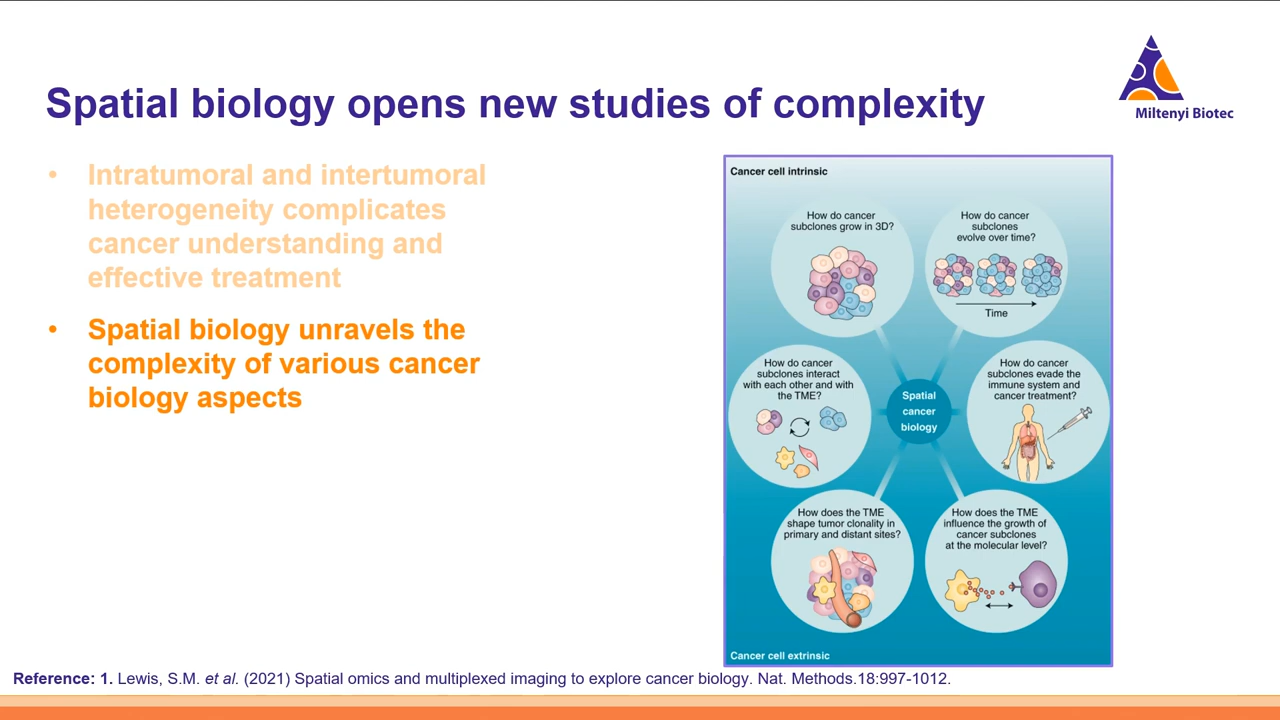 Spatial biology opens new studies of complexity
Miltenyi Biotec
• Intratumoral and intertumoral
heterogeneity complicates
cancer understanding and
effective treatment
• Spatial biology unravels the
complexity of various cancer
biology aspects
Cancer cell intrinsic
How do cancer
subclones grow in 3D?
How do cancer
subclones
evolve over time?
Time
How do cancer
subclones interact
with each other and with
the TME?
Spatial
cancer
biology
How do cancer
subclones evade the
immune system and
cancer treatment?
How does the TME
shape tumor clonality in
primary and distant sites?
How does the TME
influence the growth of
cancer subclones
at the molecular level?
Cancer cell extrinsic
Reference: 1. Lewis, S.M. et al. (2021) Spatial omics and multiplexed imaging to explore cancer biology. Nat. Methods.18:997-1012.